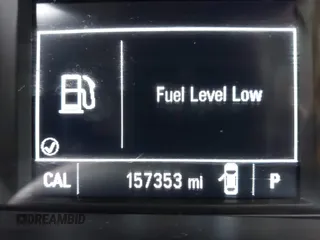 Fuel Level Low
CAL 157353 mi P
DREAMBID